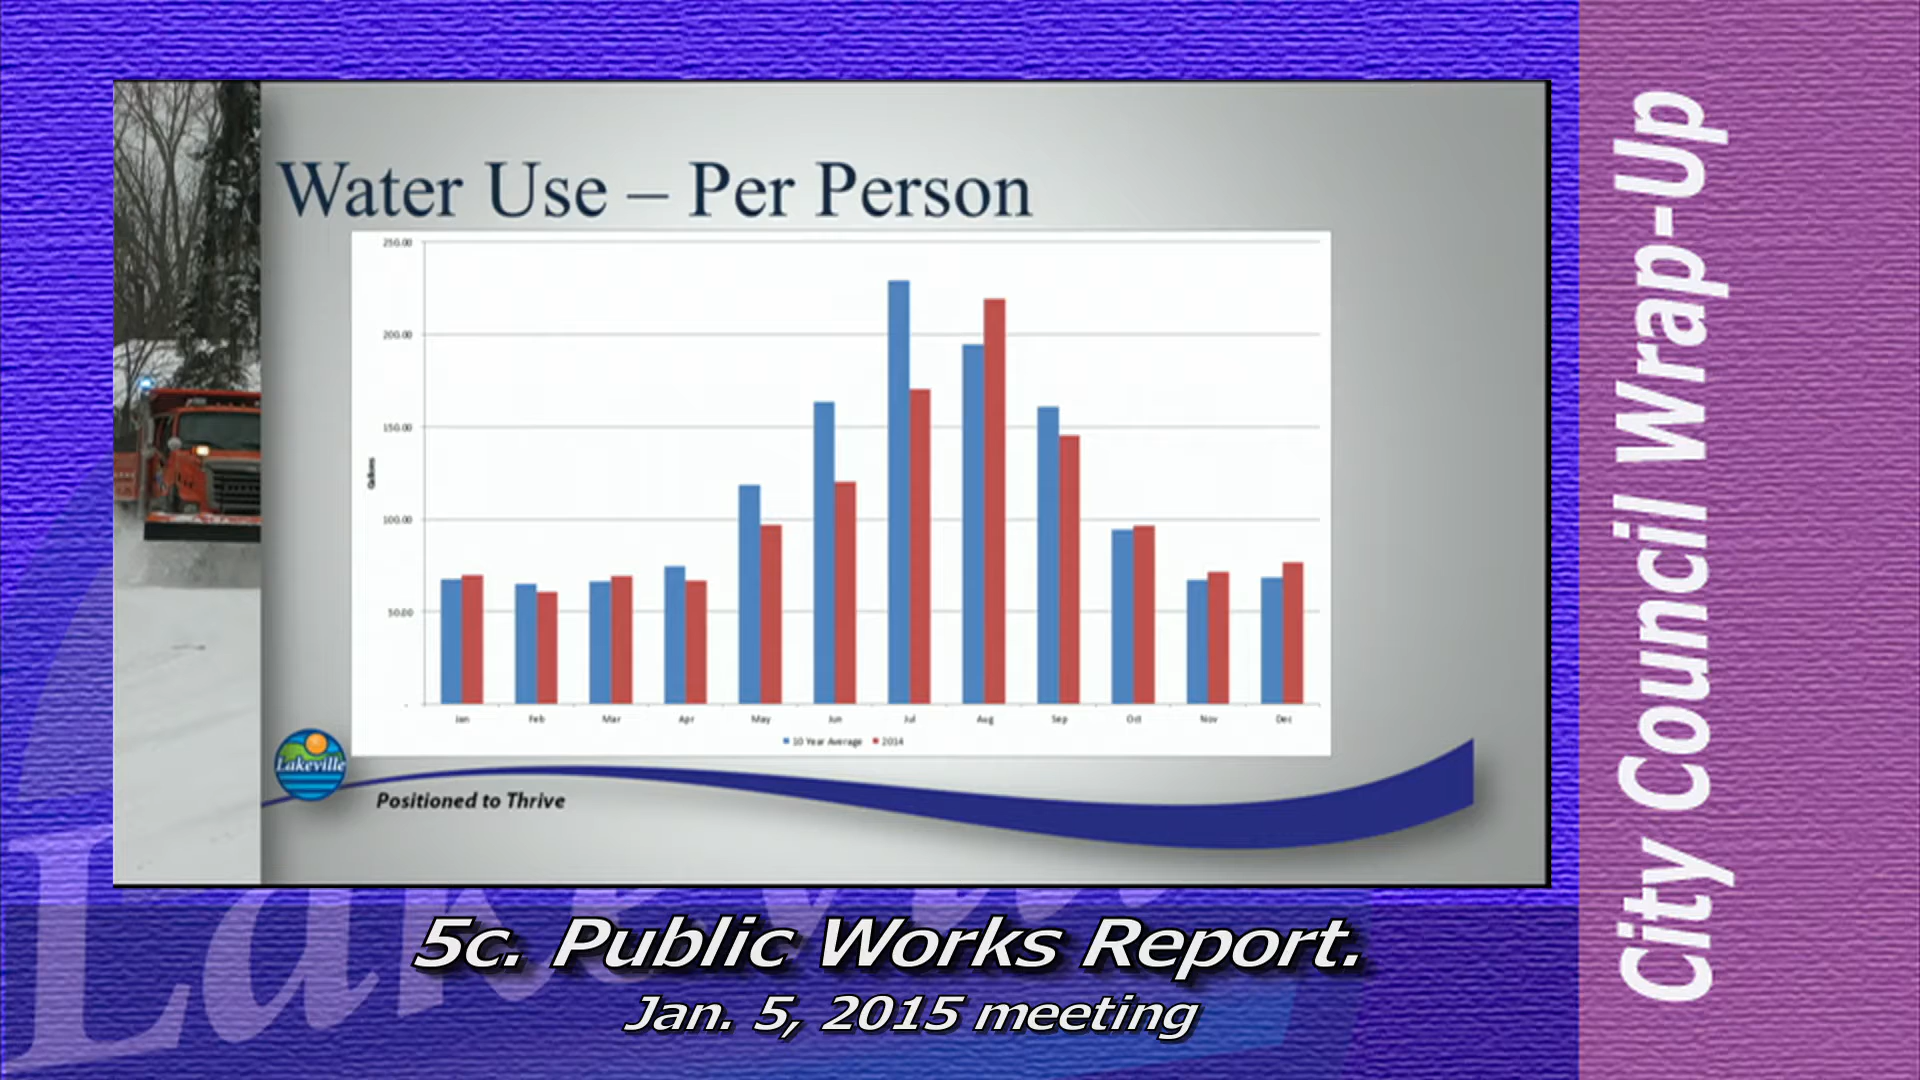 Water Use – Per Person
250.00
200.00
150.00
100.00
50.00
-
Gallons
Jan Feb Mar Apr May Jun Jul Aug Sep Oct Nov Dec
10 Year Average 2014
Lakeville
Positioned to Thrive
Lakeville
5c. Public Works Report.
Jan. 5, 2015 meeting
City Council Wrap-Up